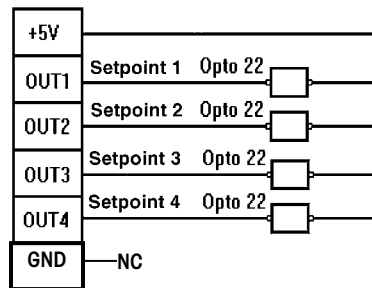 +5V
OUT1 Setpoint 1 Opto 22
OUT2 Setpoint 2 Opto 22
OUT3 Setpoint 3 Opto 22
OUT4 Setpoint 4 Opto 22
GND NC